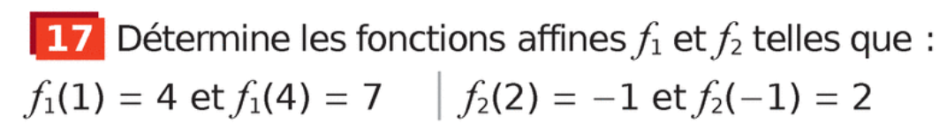 17 Détermine les fonctions affines f₁ et f₂ telles que :
f₁(1) = 4 et f₁(4) = 7 | f₂(2) = −1 et f₂(−1) = 2